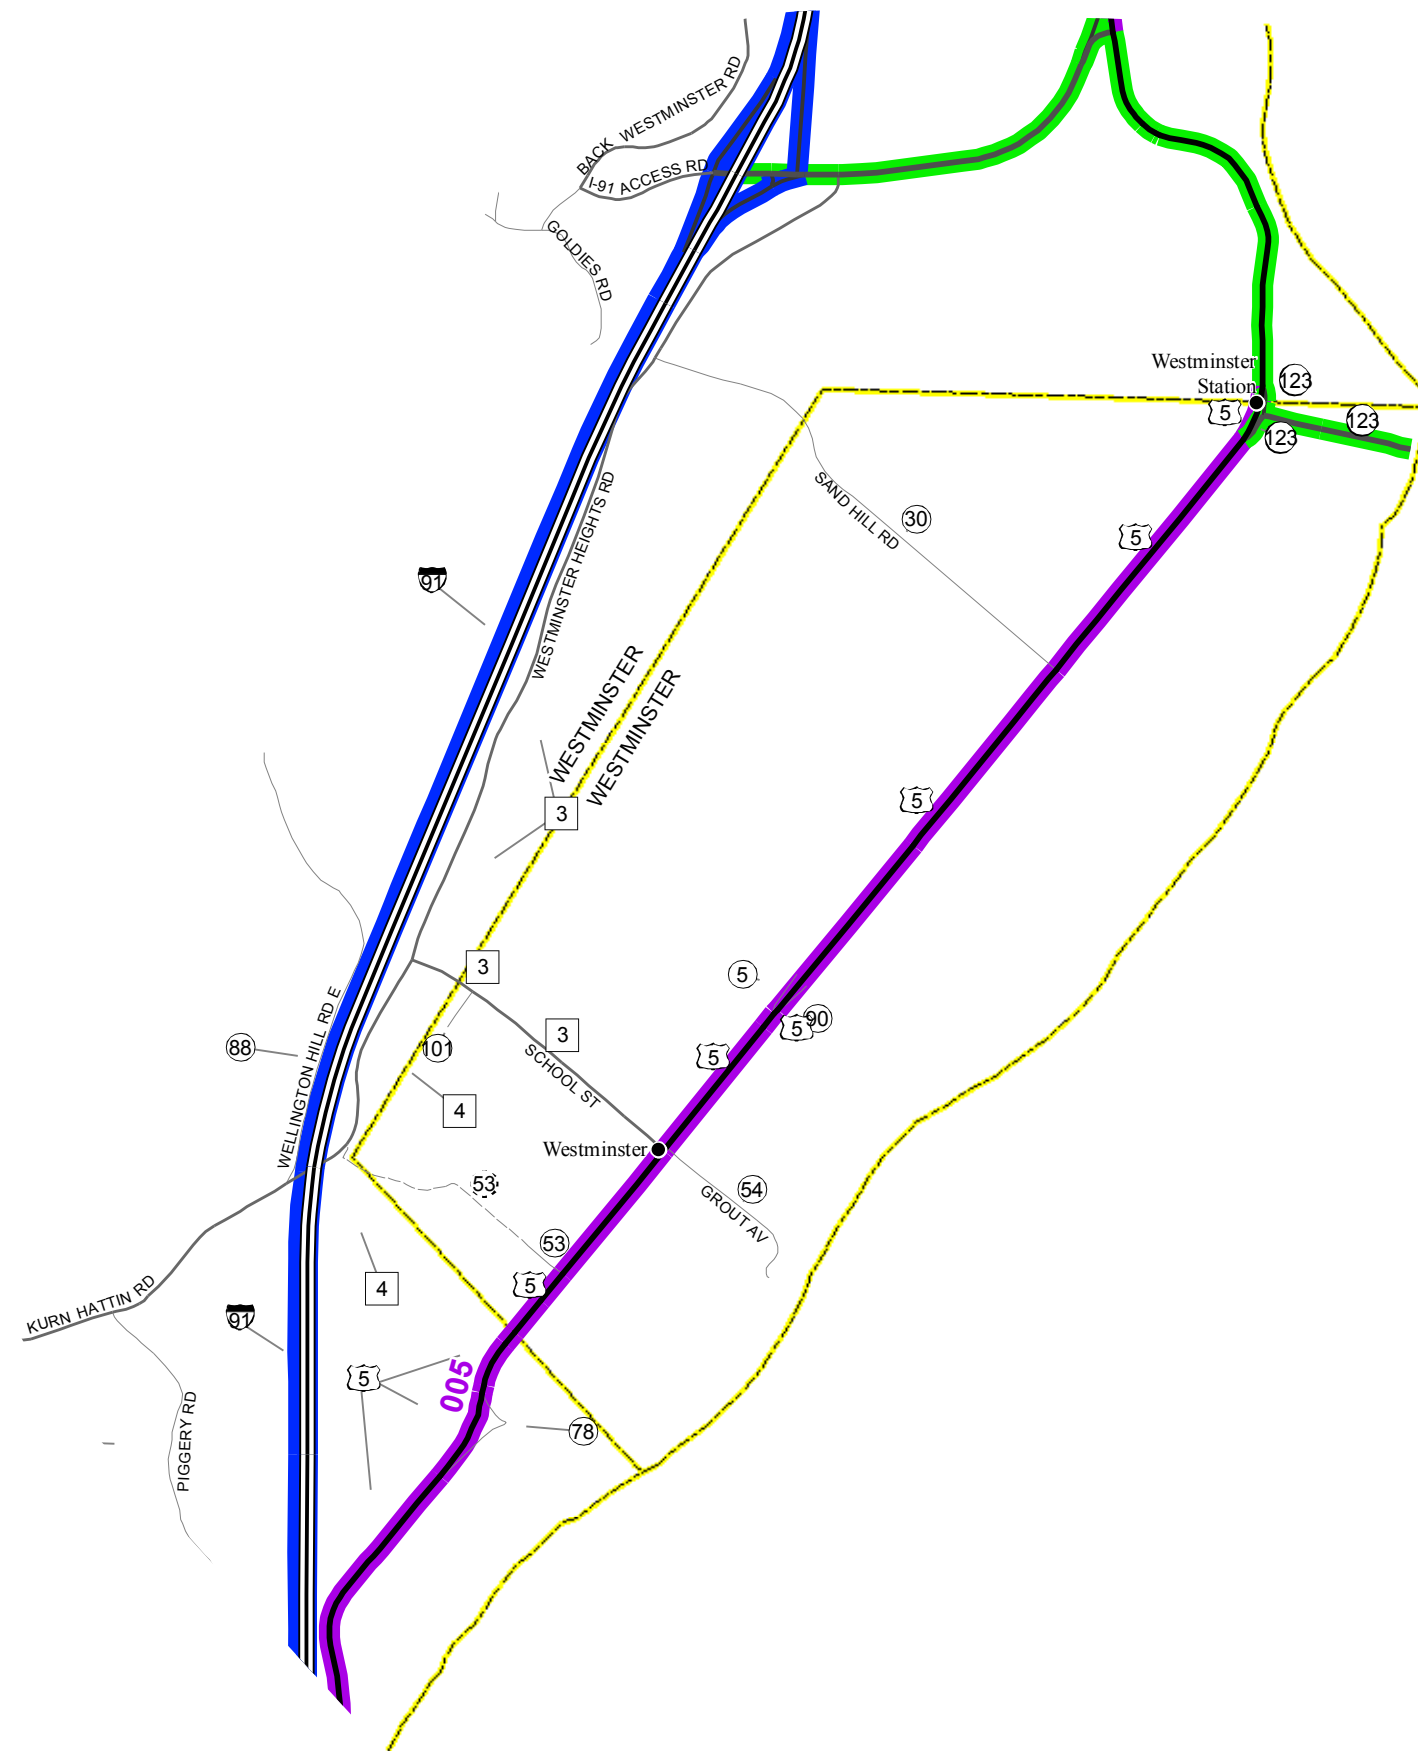 BACK WESTMINSTER RD
I-91 ACCESS RD
GOLDIES RD
Westminster
Station
123
5
123
123
SAND HILL RD
30
5
WESTMINSTER HEIGHTS RD
91
WESTMINSTER
WESTMINSTER
3
5
3
5
90
5
3
101
SCHOOL ST
5
88
WELLINGTON HILL RD E
4
Westminster
53
54
GROUT AV
53
5
4
KURN HATTIN RD
91
5
005
78
PIGGERY RD